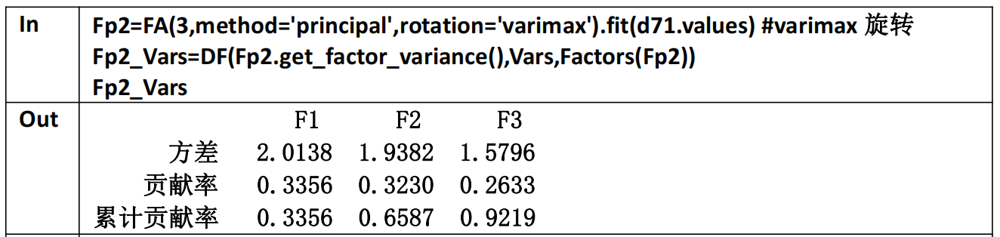 In Fp2=FA(3,method='principal',rotation='varimax').fit(d71.values) #varimax 旋转
Fp2_Vars=DF(Fp2.get_factor_variance(),Vars,Factors(Fp2))
Fp2_Vars
Out F1 F2 F3
方差 2.0138 1.9382 1.5796
贡献率 0.3356 0.3230 0.2633
累计贡献率 0.3356 0.6587 0.9219